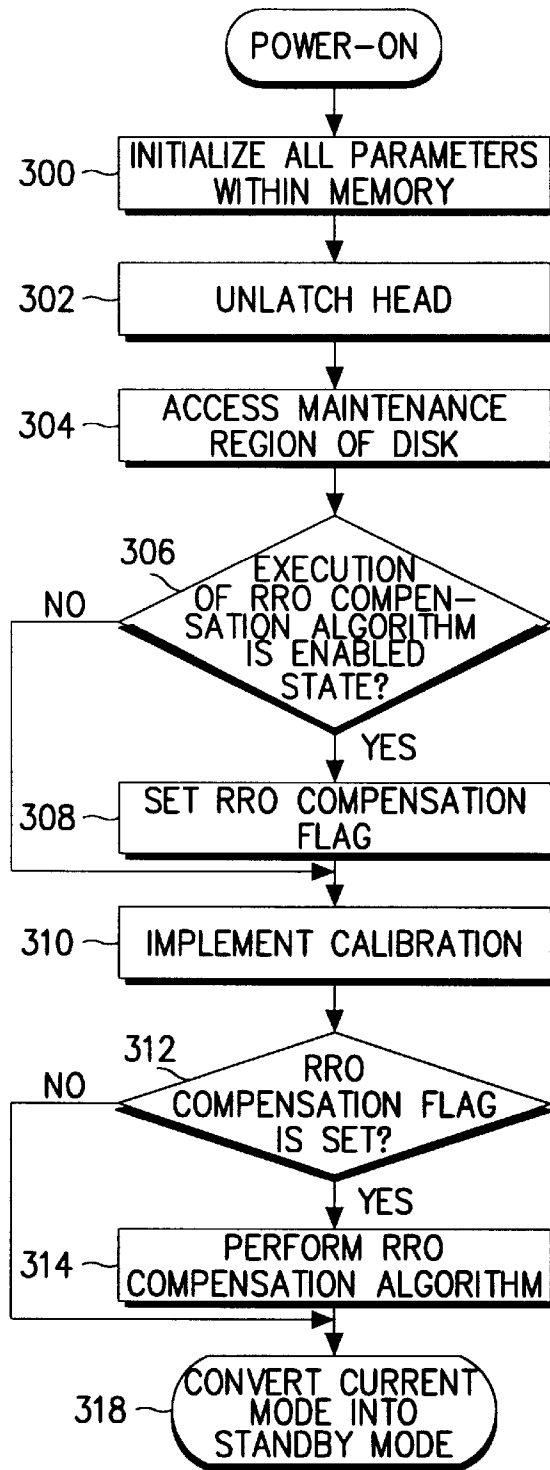 POWER-ON
300
INITIALIZE ALL PARAMETERS
WITHIN MEMORY
302
UNLATCH HEAD
304
ACCESS MAINTENANCE
REGION OF DISK
306
EXECUTION
OF RRO COMPEN-
SATION ALGORITHM
IS ENABLED
STATE?
NO
YES
308
SET RRO COMPENSATION
FLAG
310
IMPLEMENT CALIBRATION
312
RRO
COMPENSATION FLAG
IS SET?
NO
YES
314
PERFORM RRO
COMPENSATION ALGORITHM
318
CONVERT CURRENT
MODE INTO
STANDBY MODE